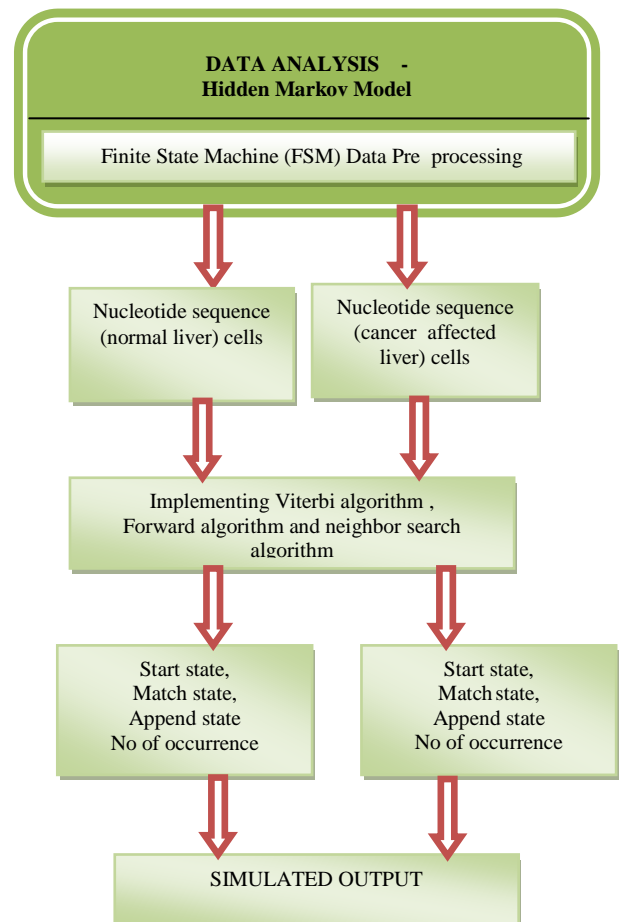 DATA ANALYSIS -
Hidden Markov Model
Finite State Machine (FSM) Data Pre processing
Nucleotide sequence
(normal liver) cells
Nucleotide sequence
(cancer affected
liver) cells
Implementing Viterbi algorithm ,
Forward algorithm and neighbor search
algorithm
Start state,
Match state,
Append state
No of occurrence
Start state,
Match state,
Append state
No of occurrence
SIMULATED OUTPUT